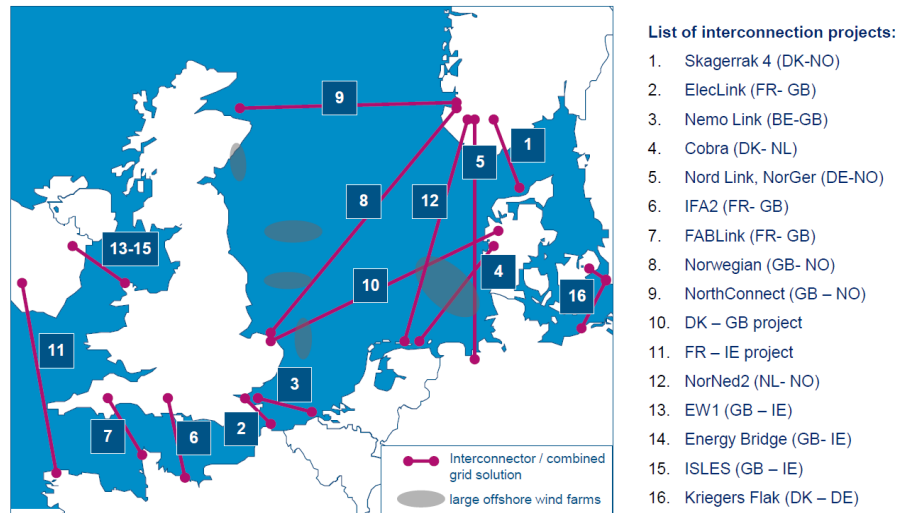 9
1
5
8
12
13-15
4
10
16
11
3
2
7
6
Interconnector / combined
grid solution
large offshore wind farms
List of interconnection projects:
1. Skagerrak 4 (DK-NO)
2. ElecLink (FR- GB)
3. Nemo Link (BE-GB)
4. Cobra (DK- NL)
5. Nord Link, NorGer (DE-NO)
6. IFA2 (FR- GB)
7. FABLink (FR- GB)
8. Norwegian (GB- NO)
9. NorthConnect (GB – NO)
10. DK – GB project
11. FR – IE project
12. NorNed2 (NL- NO)
13. EW1 (GB – IE)
14. Energy Bridge (GB- IE)
15. ISLES (GB – IE)
16. Kriegers Flak (DK – DE)